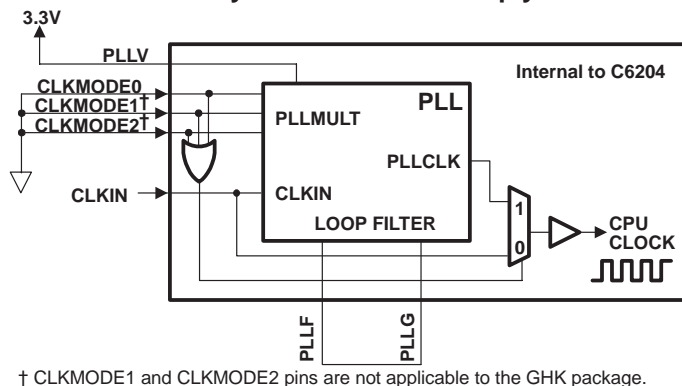 3.3V
PLLV
Internal to C6204
CLKMODE0
CLKMODE1†
CLKMODE2†
PLL
PLLMULT
PLLCLK
CLKIN
CLKIN
LOOP FILTER
1
0
CPU
CLOCK
PLLF
PLLG
† CLKMODE1 and CLKMODE2 pins are not applicable to the GHK package.